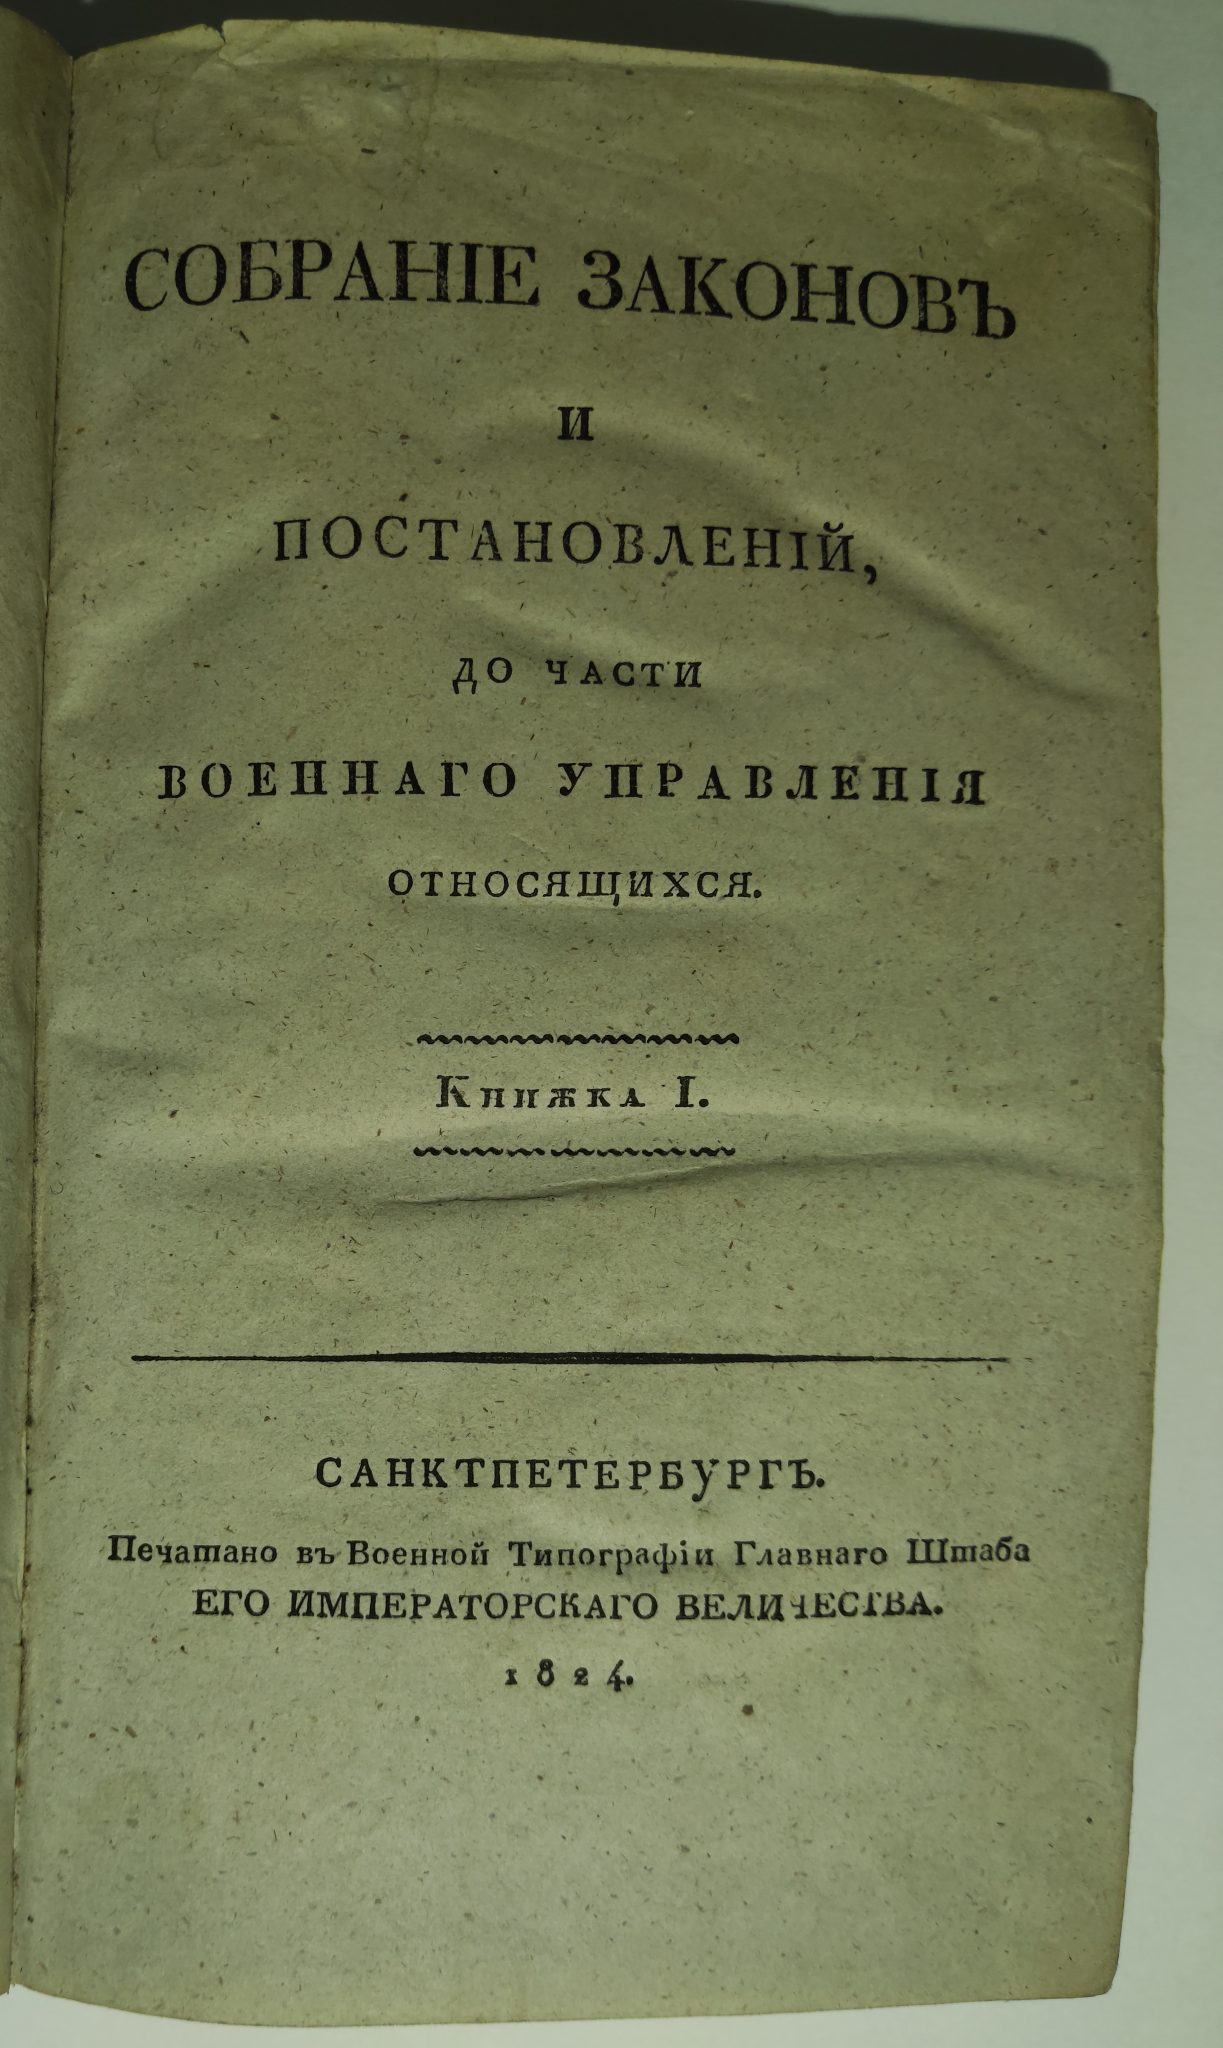 СОБРАНІЕ ЗАКОНОВЪ
И
ПОСТАНОВЛЕНІЙ,
ДО ЧАСТИ
ВОЕННАГО УПРАВЛЕНІЯ
ОТНОСЯЩИХСЯ.
Книжка I.
САНКТПЕТЕРБУРГЪ.
Печатано въ Военной Типографіи Главнаго Штаба
ЕГО ИМПЕРАТОРСКАГО ВЕЛИЧЕСТВА.
1824.